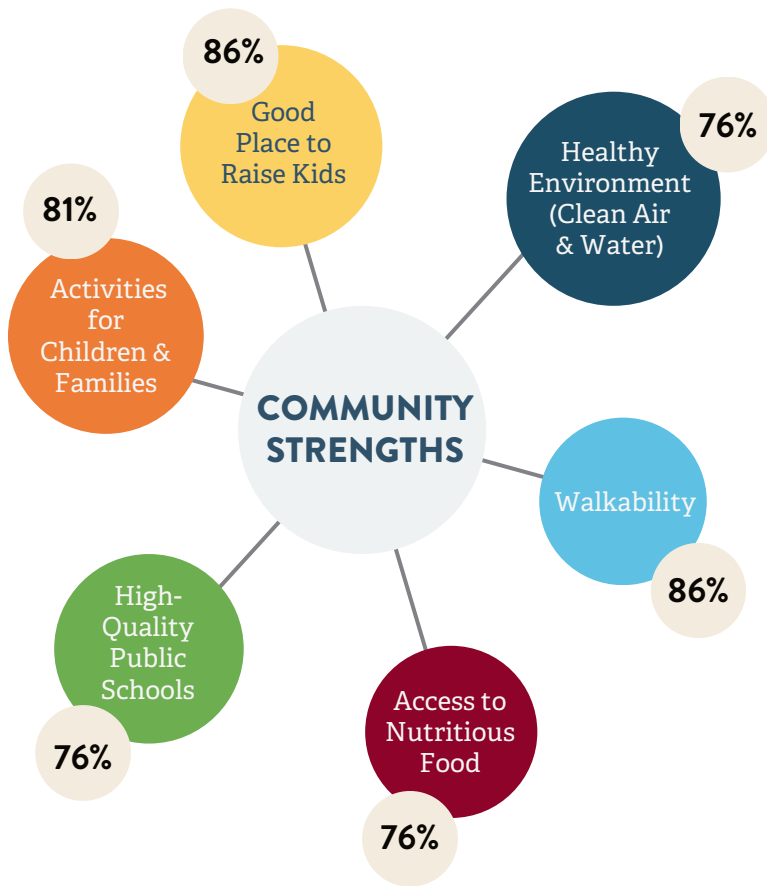 86%
Good
Place to
Raise Kids
76%
Healthy
Environment
(Clean Air
& Water)
81%
Activities
for
Children &
Families
COMMUNITY
STRENGTHS
Walkability
86%
High-
Quality
Public
Schools
76%
Access to
Nutritious
Food
76%